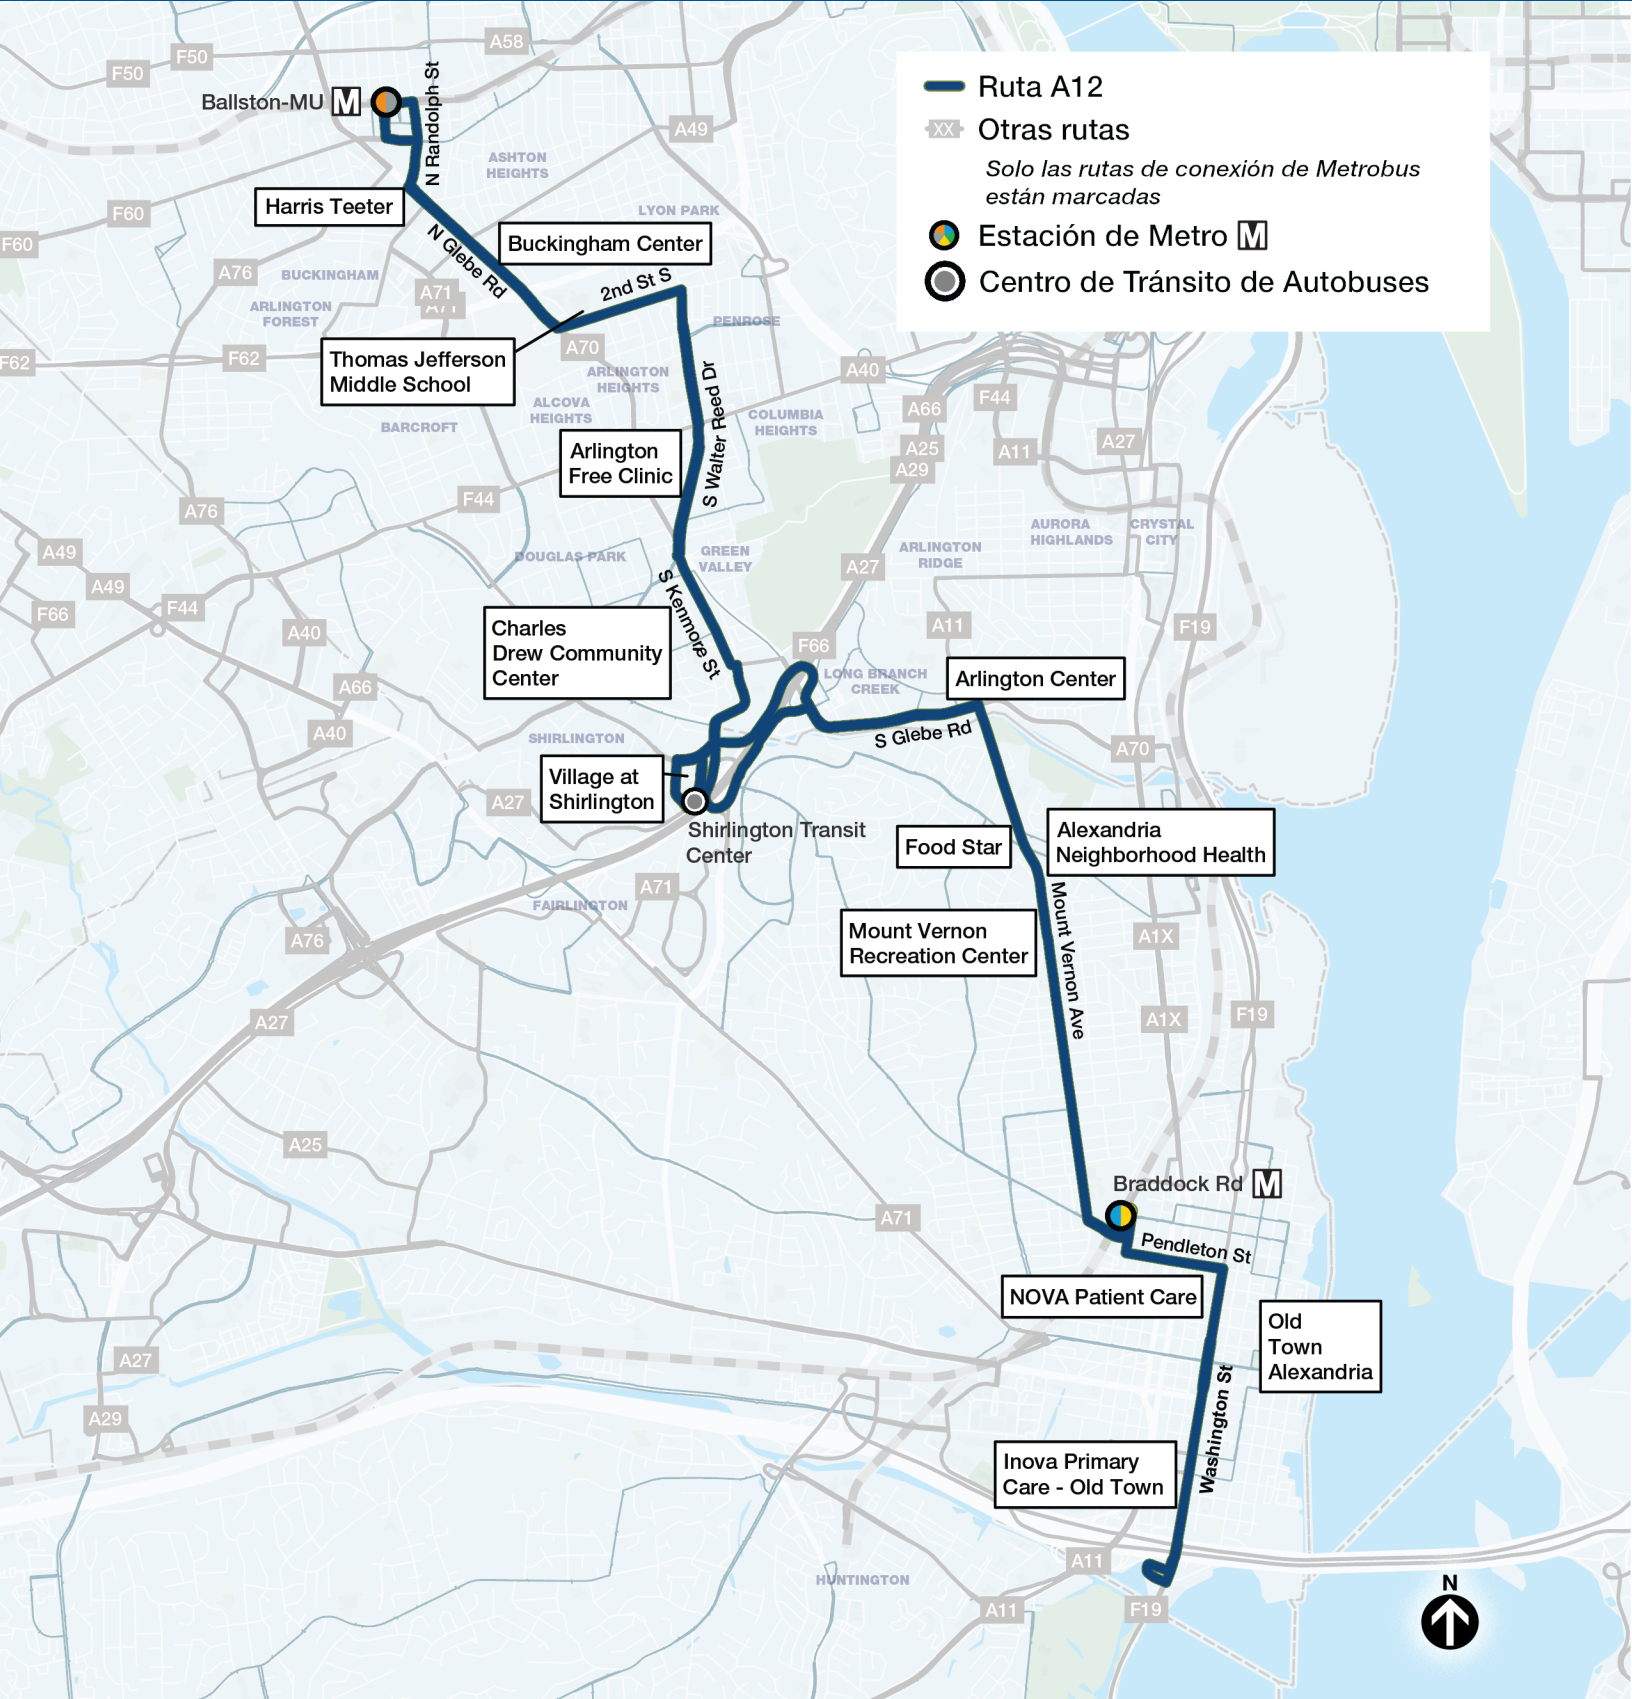 Ruta A12
XX Otras rutas
Solo las rutas de conexión de Metrobus
están marcadas
Estación de Metro M
Centro de Tránsito de Autobuses
A58
F50
F50
Ballston-MU M
N Randolph St
A49
ASHTON
HEIGHTS
Harris Teeter
F60
F60
LYON PARK
N Glebe Rd
Buckingham Center
A76
BUCKINGHAM
A71
A71
2nd St S
ARLINGTON
FOREST
PENROSE
F62
F62
A70
Thomas Jefferson
Middle School
ARLINGTON
HEIGHTS
A40
S Walter Reed Dr
ALCOVA
HEIGHTS
BARCROFT
COLUMBIA
HEIGHTS
A66
F44
A25
A11
A27
A29
Arlington
Free Clinic
F44
A76
AURORA
HIGHLANDS
CRYSTAL
CITY
A49
DOUGLAS PARK
GREEN
VALLEY
ARLINGTON
RIDGE
A27
A49
F66
F44
S Kenmore St
A40
Charles
Drew Community
Center
F66
A11
F19
LONG BRANCH
CREEK
Arlington Center
A66
A40
SHIRLINGTON
S Glebe Rd
A70
Village at
Shirlington
A27
Shirlington Transit
Center
Food Star
Alexandria
Neighborhood Health
A71
FAIRLINGTON
Mount Vernon Ave
Mount Vernon
Recreation Center
A76
A1X
A27
A1X
F19
A25
Braddock Rd M
A71
Pendleton St
NOVA Patient Care
Old
Town
Alexandria
A27
Washington St
A29
Inova Primary
Care - Old Town
A11
HUNTINGTON
A11
F19
N